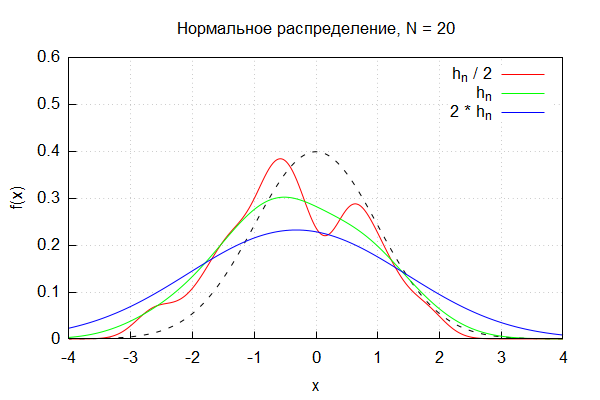 Нормальное распределение, N = 20
0.6
0.5
0.4
0.3
0.2
0.1
0
hn / 2
hn
2 * hn
f(x)
-4 -3 -2 -1 0 1 2 3 4
x